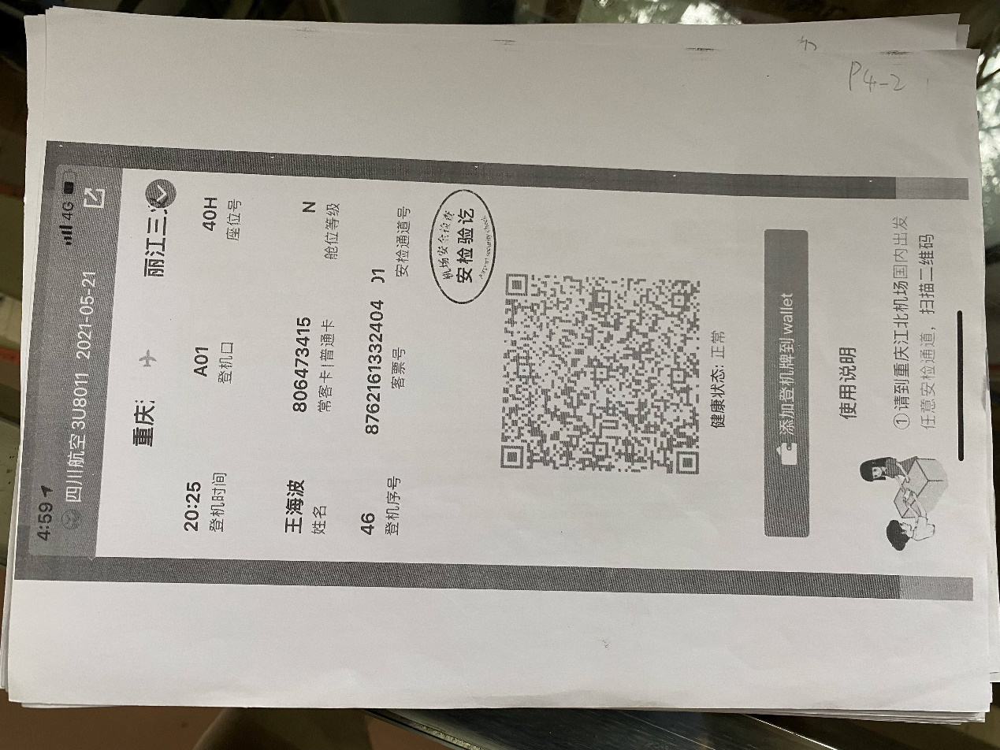 P4-2
4:59 4G
四川航空 3U8011 2021-05-21
重庆 丽江三
20:25 A01 40H
登机时间 登机口 座位号
王海波 806473415 N
姓名 常客卡|普通卡 舱位等级
46 8762161332404 01
登机序号 客票号 安检通道号
机场安全检查
安检验讫
Airport security check
健康状态: 正常
添加登机牌到 wallet
使用说明
①请到重庆江北机场国内出发
任意安检通道，扫描二维码